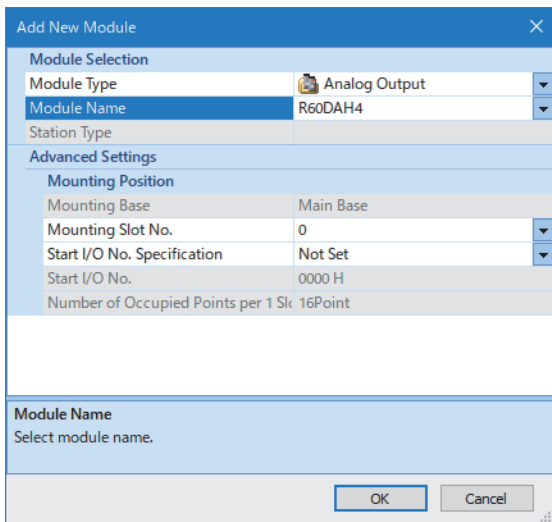 Add New Module
Module Selection
Module Type Analog Output
Module Name R60DAH4
Station Type
Advanced Settings
Mounting Position
Mounting Base Main Base
Mounting Slot No. 0
Start I/O No. Specification Not Set
Start I/O No. 0000 H
Number of Occupied Points per 1 Slo 16Point
Module Name
Select module name.
OK Cancel